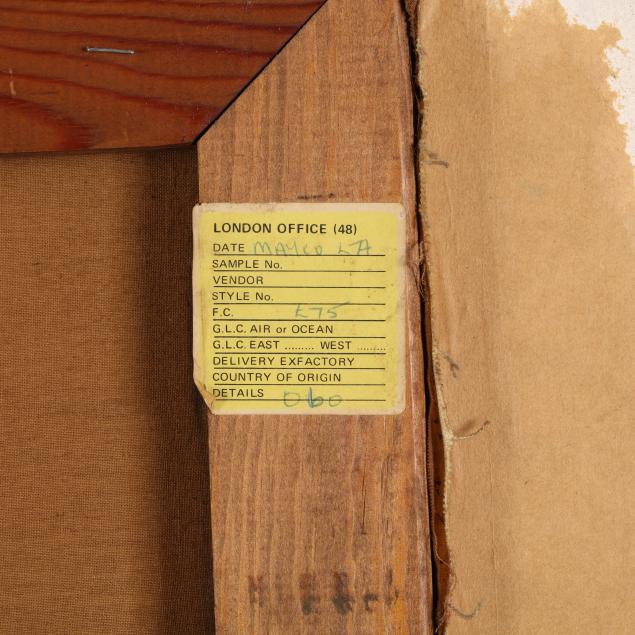 LONDON OFFICE (48)
DATE MAYCO LA
SAMPLE No.
VENDOR
STYLE No.
F.C. £75
G.L.C. AIR or OCEAN
G.L.C. EAST ......... WEST .........
DELIVERY EXFACTORY
COUNTRY OF ORIGIN
DETAILS 060